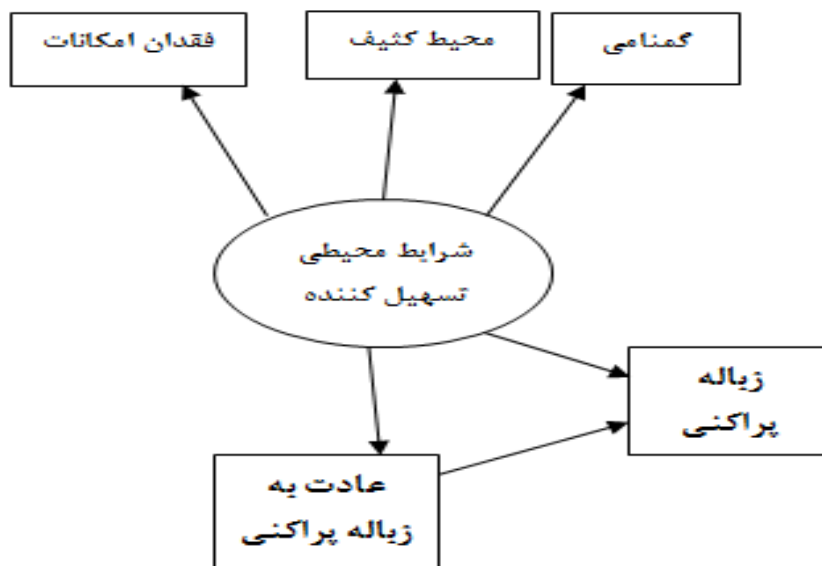 گمنامی
محیط کثیف
فقدان امکانات
شرایط محیطی
تسهیل کننده
زباله
پراکنی
عادت به
زباله پراکنی